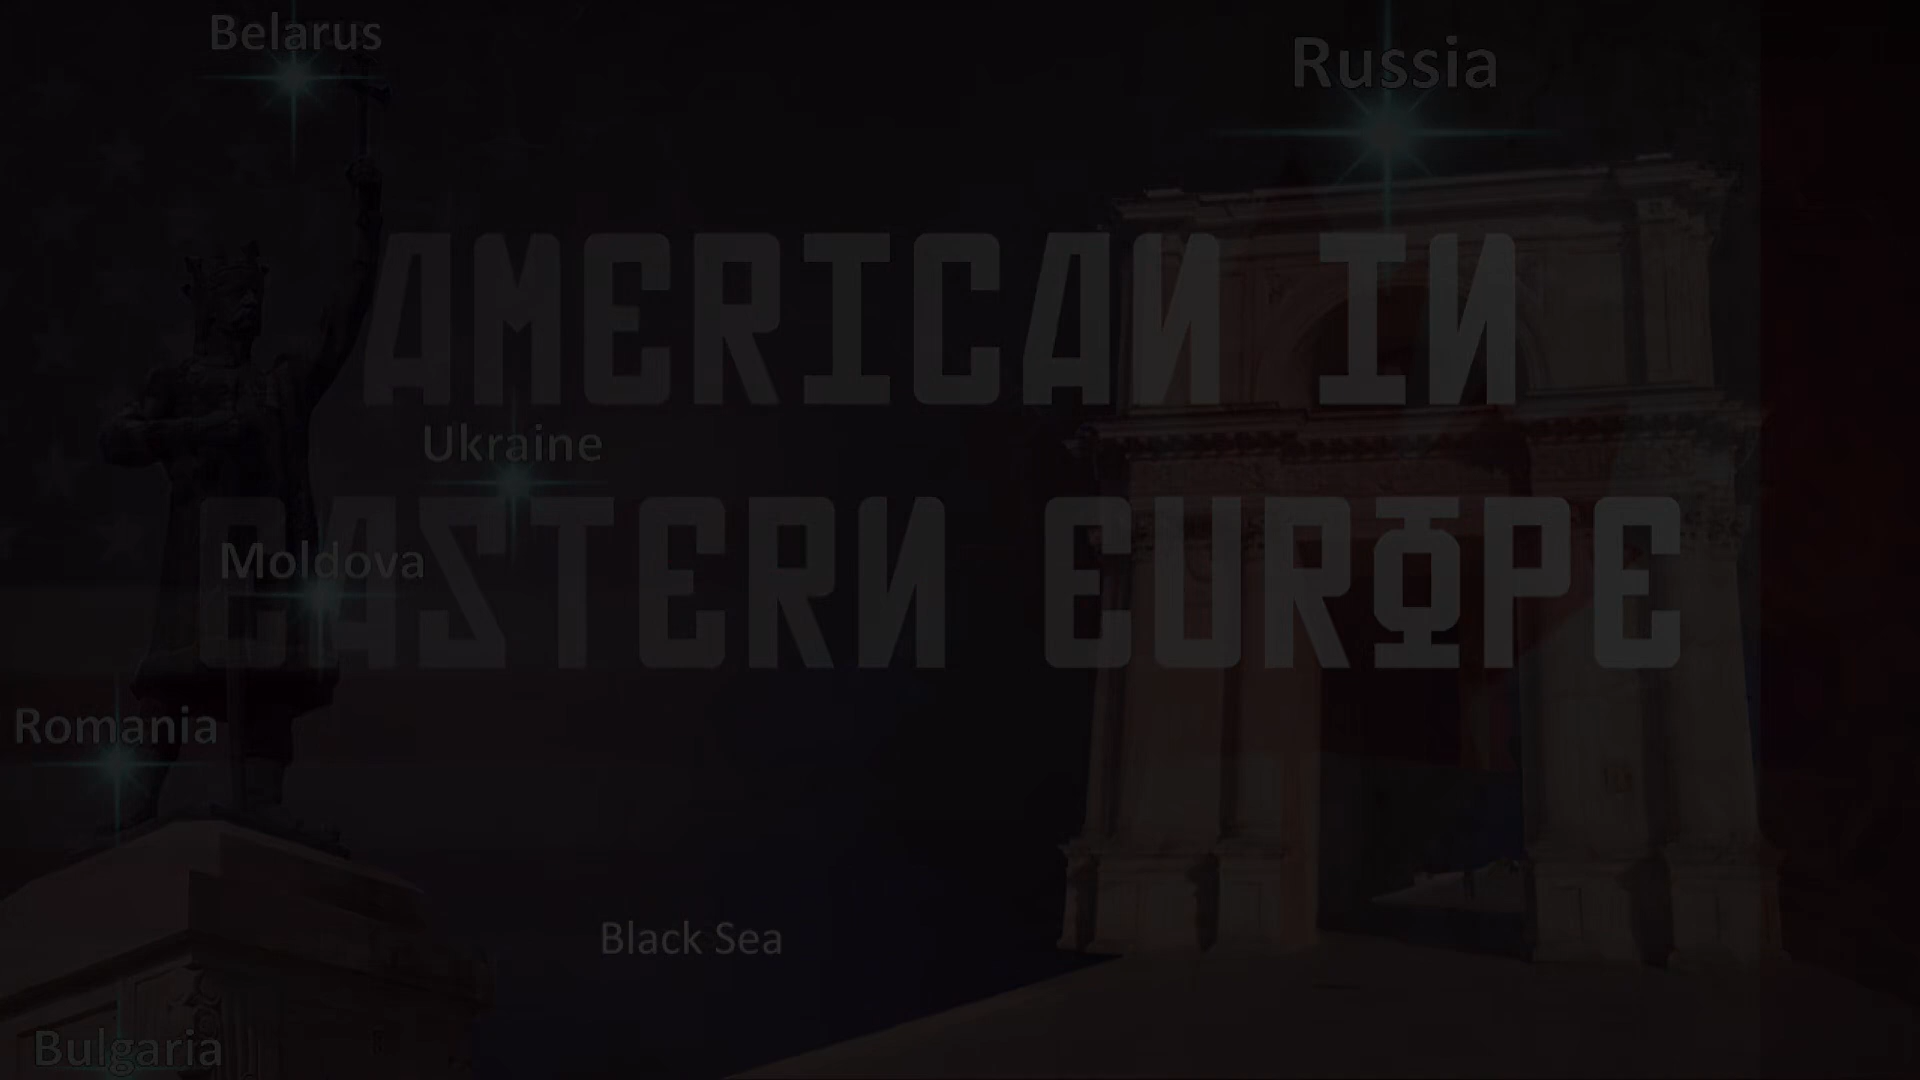 Belarus
Russia
AMERICAN IN
Ukraine
EASTERN EUROPE
Moldova
Romania
Black Sea
Bulgaria